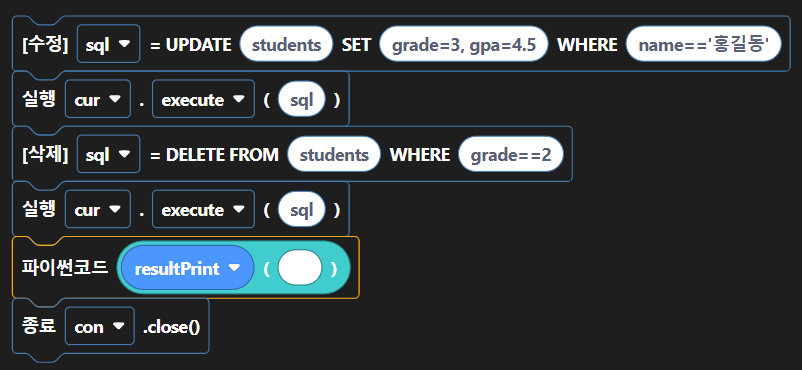 [수정] sql = UPDATE students SET grade=3, gpa=4.5 WHERE name=='홍길동'
실행 cur . execute ( sql )
[삭제] sql = DELETE FROM students WHERE grade==2
실행 cur . execute ( sql )
파이썬코드 resultPrint ( )
종료 con .close()